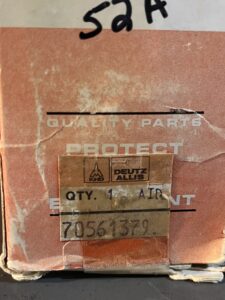 52A
QUALITY PARTS
PROTECT
DEUTZ
ALLIS
QTY. 1 AIR
70561379.